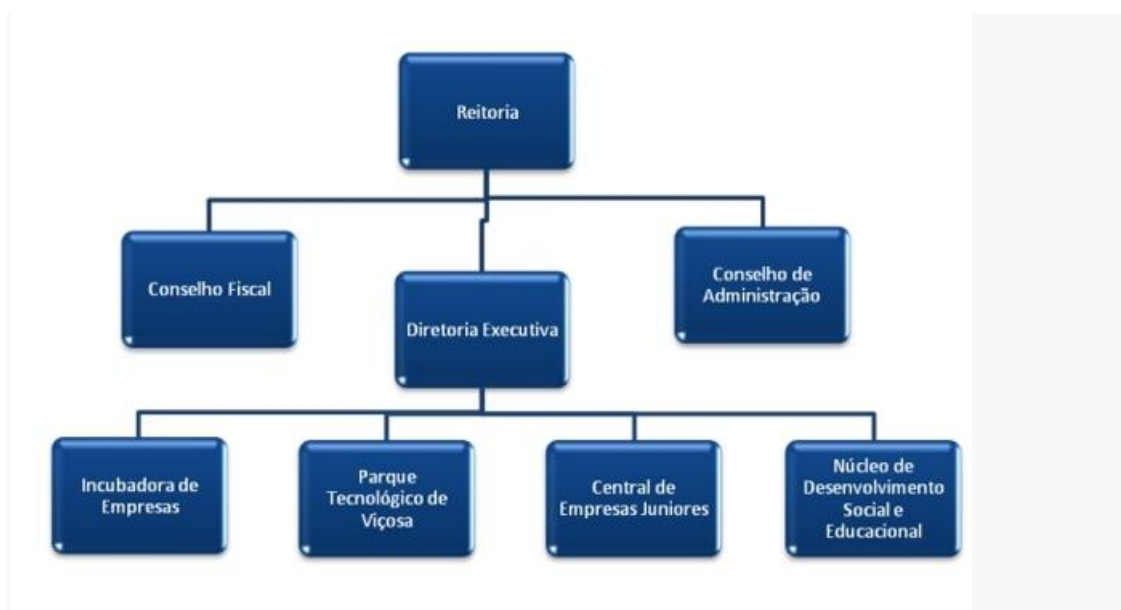 Reitoria
Conselho Fiscal
Conselho de
Administração
Diretoria Executiva
Incubadora de
Empresas
Parque
Tecnológico de
Viçosa
Central de
Empresas Juniores
Núcleo de
Desenvolvimento
Social e
Educacional